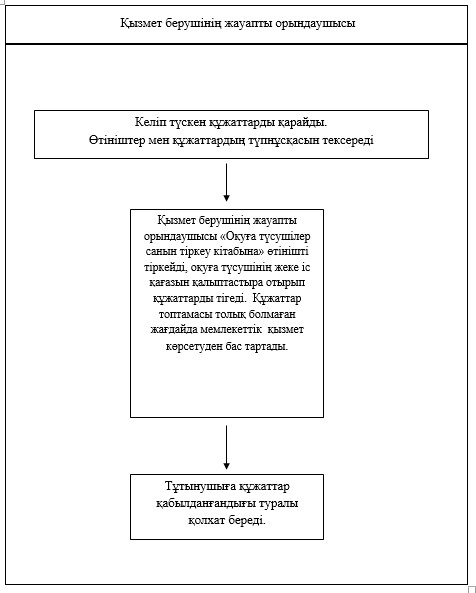 Қызмет берушінің жауапты орындаушысы
Келіп түскен құжаттарды қарайды.
Өтініштер мен құжаттардың түпнұсқасын тексереді
Қызмет берушінің жауапты
орындаушысы «Оқуға түсушілер
санын тіркеу кітабына» өтінішті
тіркейді, оқуға түсушінің жеке іс
қағазын қалыптастыра отырып
құжаттарды тігеді. Құжаттар
топтамасы толық болмаған
жағдайда мемлекеттік қызмет
көрсетуден бас тартады.
Тұтынушыға құжаттар
қабылданғандығы туралы
қолхат береді.